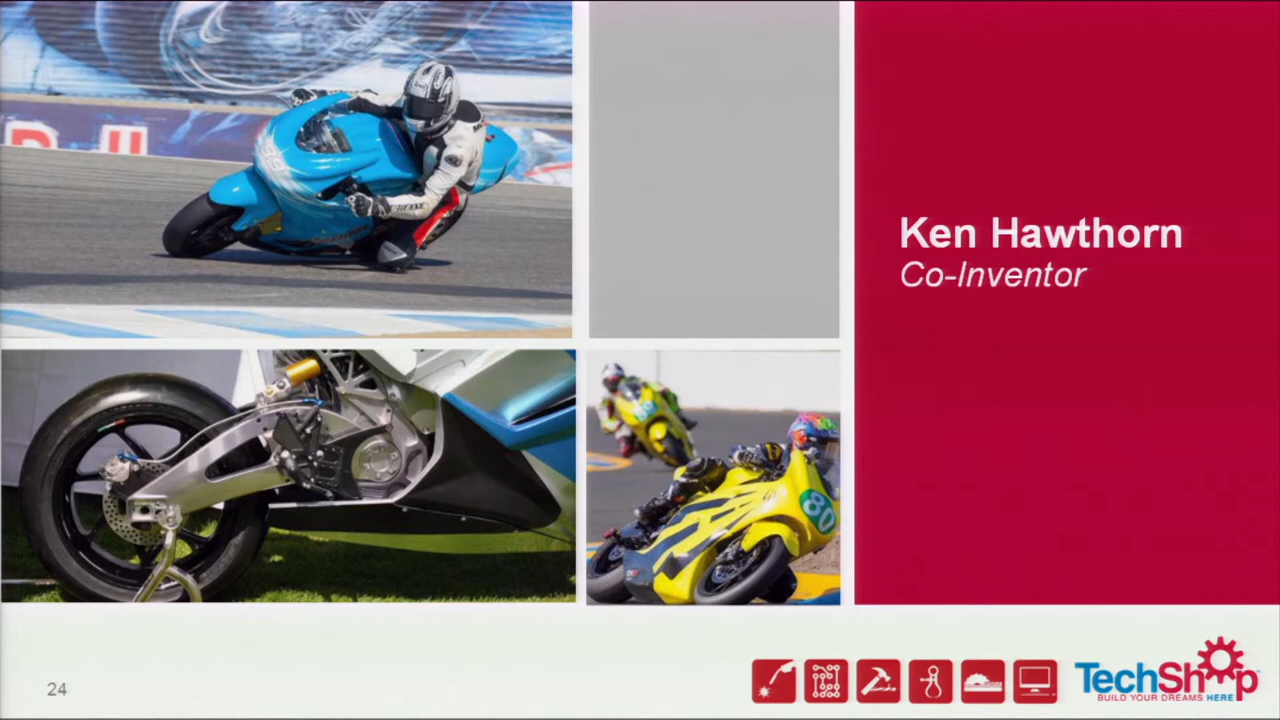 Ken Hawthorn
Co-Inventor
80
24
TechShop
BUILD YOUR DREAMS HERE